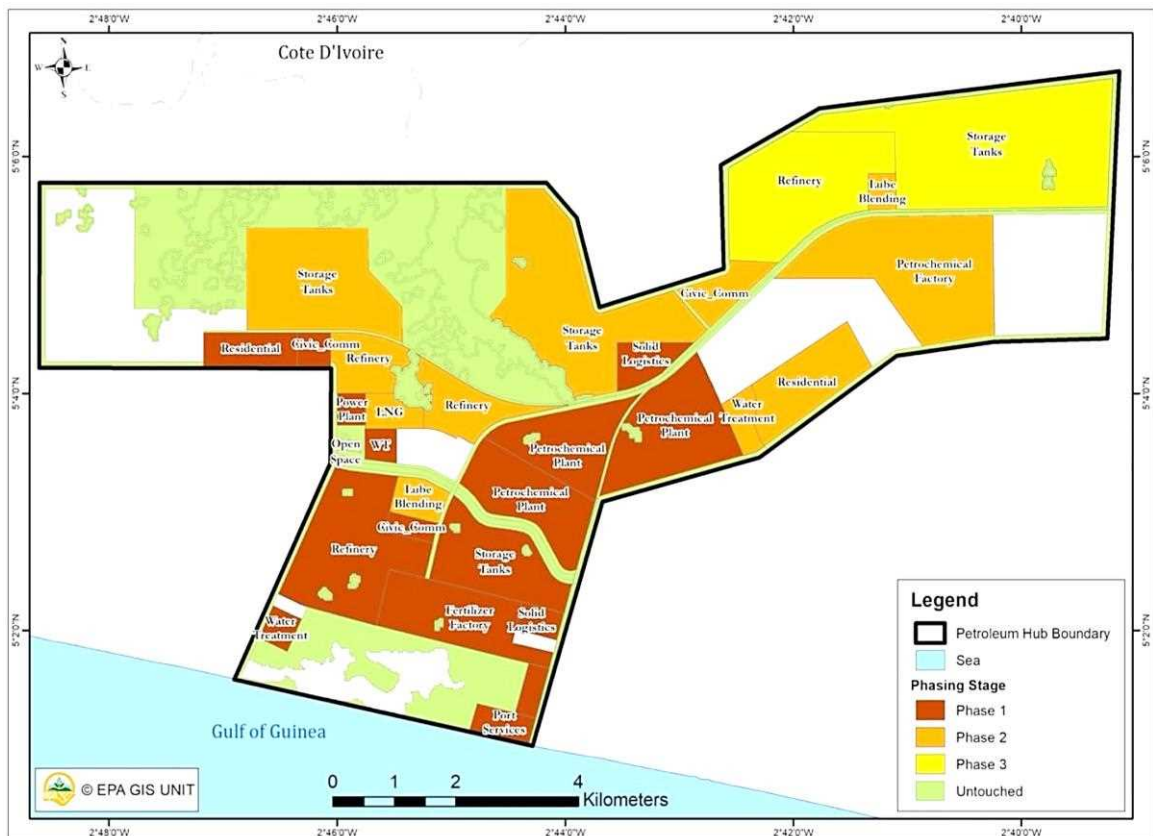 2°48'0"W
2°46'0"W
2°44'0"W
2°42'0"W
2°40'0"W
Cote D'Ivoire
N
W
E
S
5°6'0"N
5°6'0"N
Storage
Tanks
Refinery
Lube
Blending
Storage
Tanks
Petrochemical
Factory
Civic_Comm
Storage
Tanks
Solid
Logistics
Residential
Civic_Comm
Refinery
Residential
5°4'0"N
5°4'0"N
Power
Plant
LNG
Refinery
Water
Treatment
Petrochemical
Plant
Open
Space
WT
Petrochemical
Plant
Petrochemical
Plant
Lube
Blending
Civic_Comm
Refinery
Storage
Tanks
Fertilizer
Factory
Solid
Logistics
Water
Treatment
5°2'0"N
5°2'0"N
Port
Services
Gulf of Guinea
Legend
Petroleum Hub Boundary
Sea
Phasing Stage
Phase 1
Phase 2
Phase 3
Untouched
© EPA GIS UNIT
0 1 2 4
Kilometers
2°48'0"W
2°46'0"W
2°44'0"W
2°42'0"W
2°40'0"W